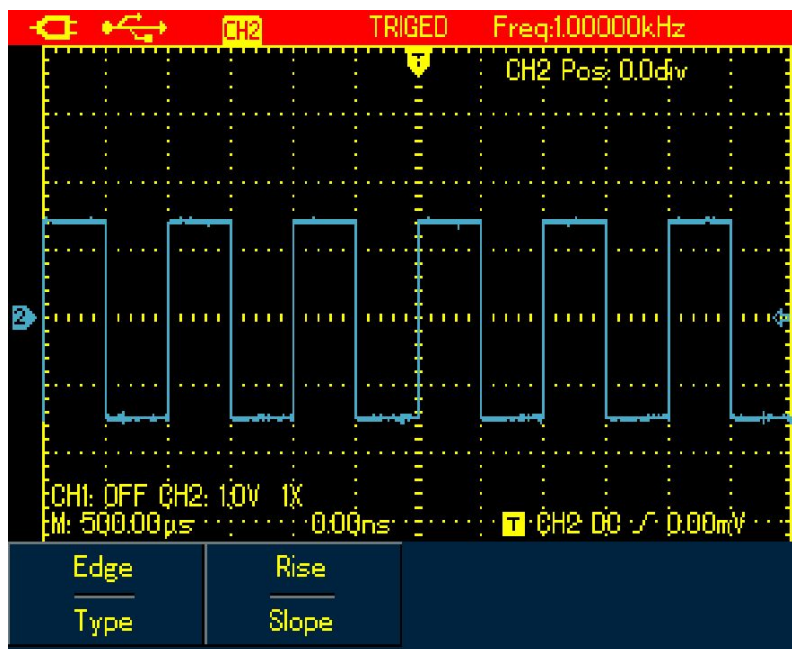 CH2 TRIGED Freq:1.00000kHz
T
CH2 Pos: 0.0div
2
CH1: OFF CH2: 1.0V 1X
M: 500.00µs 0.00ns T CH2 DC 0.00mV
Edge Rise
Type Slope